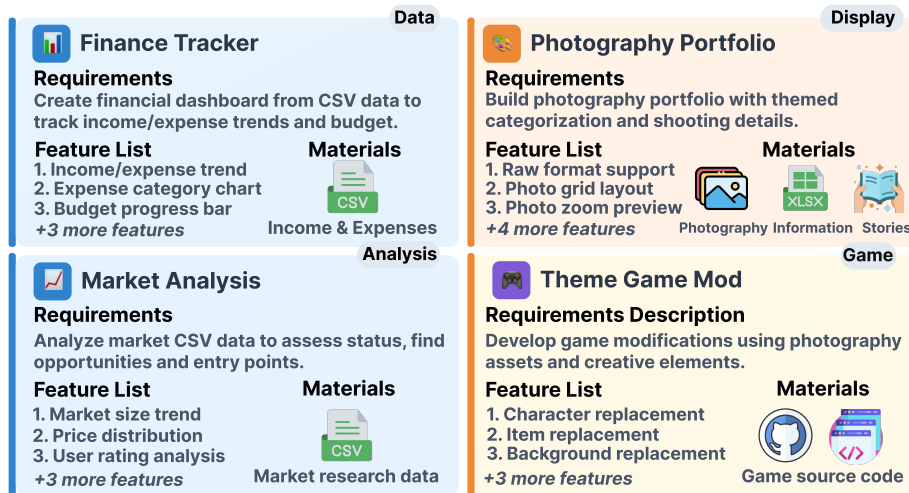 Data
Finance Tracker
Requirements
Create financial dashboard from CSV data to
track income/expense trends and budget.
Feature List
1. Income/expense trend
2. Expense category chart
3. Budget progress bar
+3 more features
Materials
CSV
Income & Expenses
Display
Photography Portfolio
Requirements
Build photography portfolio with themed
categorization and shooting details.
Feature List
1. Raw format support
2. Photo grid layout
3. Photo zoom preview
+4 more features
Materials
XLSX
Photography Information Stories
Analysis
Market Analysis
Requirements
Analyze market CSV data to assess status, find
opportunities and entry points.
Feature List
1. Market size trend
2. Price distribution
3. User rating analysis
+3 more features
Materials
CSV
Market research data
Game
Theme Game Mod
Requirements Description
Develop game modifications using photography
assets and creative elements.
Feature List
1. Character replacement
2. Item replacement
3. Background replacement
+3 more features
Materials
</>
Game source code